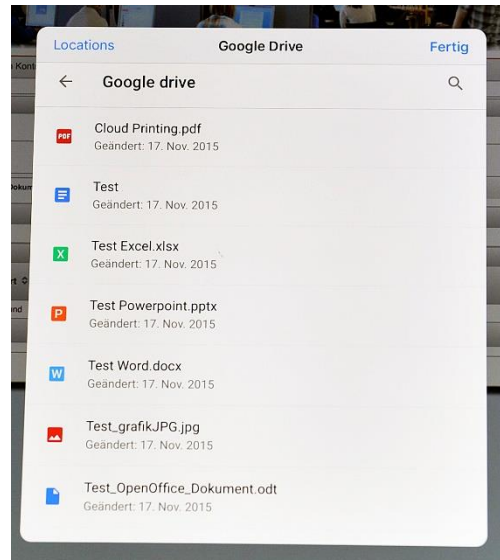 Locations Google Drive Fertig
Google drive
PDF Cloud Printing.pdf
Geändert: 17. Nov. 2015
Test
Geändert: 17. Nov. 2015
X Test Excel.xlsx
Geändert: 17. Nov. 2015
P Test Powerpoint.pptx
Geändert: 17. Nov. 2015
W Test Word.docx
Geändert: 17. Nov. 2015
Test_grafikJPG.jpg
Geändert: 17. Nov. 2015
Test_OpenOffice_Dokument.odt
Geändert: 17. Nov. 2015